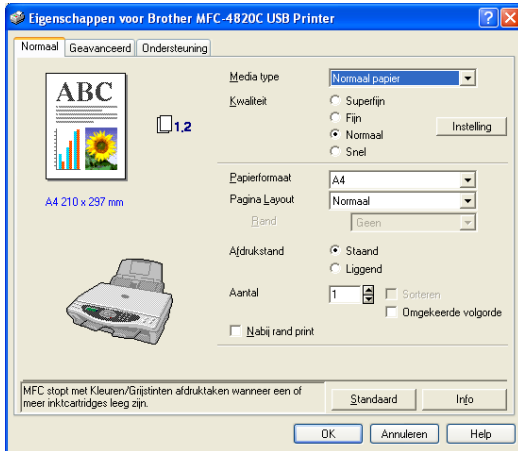 Eigenschappen voor Brother MFC-4820C USB Printer
Normaal Geavanceerd Ondersteuning
ABC
1.2
A4 210 x 297 mm
Media type Normaal papier
Kwaliteit Superfijn
Fijn
Normaal Instelling
Snel
Papierformaat A4
Pagina Layout Normaal
Rand Geen
Afdrukstand Staand
Liggend
Aantal 1 Sorteren
Omgekeerde volgorde
Nabij rand print
MFC stopt met Kleuren/Grijstinten afdruktaken wanneer een of
meer inktcartridges leeg zijn.
Standaard Info
OK Annuleren Help